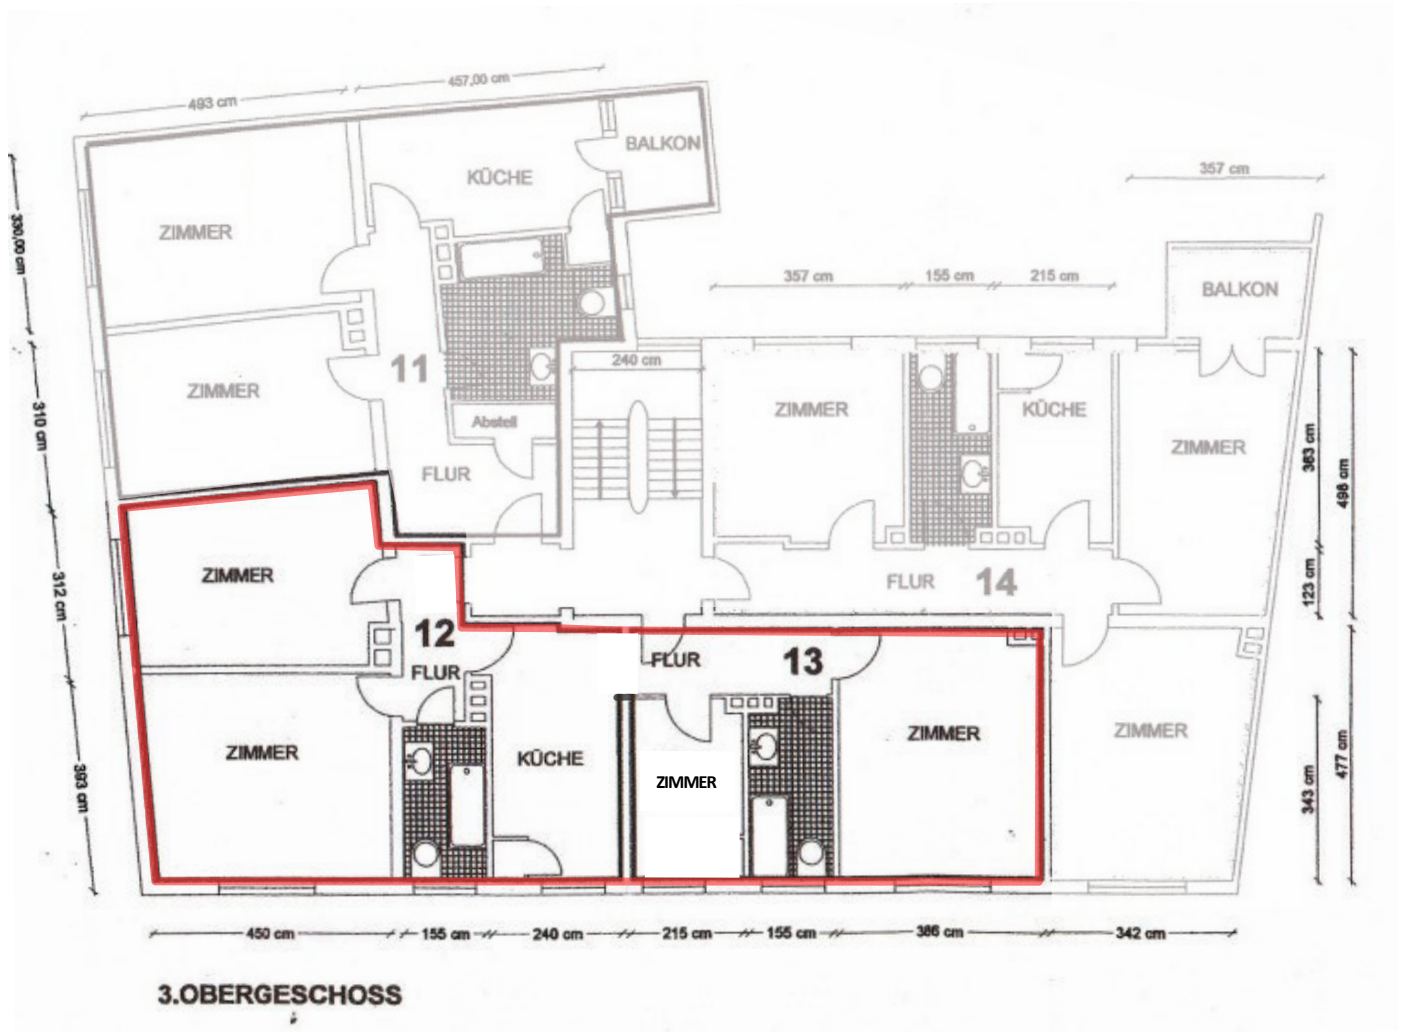 493 cm
457,00 cm
BALKON
KÜCHE
357 cm
ZIMMER
330,00 cm
357 cm
155 cm
215 cm
BALKON
240 cm
11
ZIMMER
310 cm
Abstell
ZIMMER
KÜCHE
ZIMMER
383 cm
498 cm
FLUR
ZIMMER
312 cm
FLUR
14
123 cm
12
FLUR
FLUR
13
ZIMMER
393 cm
KÜCHE
ZIMMER
ZIMMER
ZIMMER
343 cm
477 cm
450 cm
155 cm
240 cm
215 cm
155 cm
386 cm
342 cm
3.OBERGESCHOSS